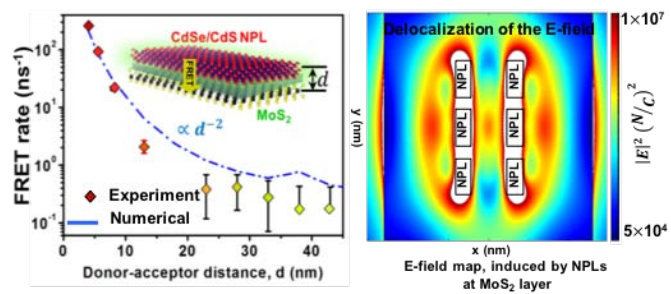 CdSe/CdS NPL
FRET
d
MoS₂
∝ d⁻²
Experiment
Numerical
FRET rate (ns⁻¹)
10²
10¹
10⁰
10⁻¹
0 10 20 30 40
Donor-acceptor distance, d (nm)
Delocalization of the E-field
NPL NPL
NPL NPL
NPL NPL
y (nm)
x (nm)
1×10⁷
|E|² (N/C)²
5×10⁴
E-field map, induced by NPLs
at MoS₂ layer